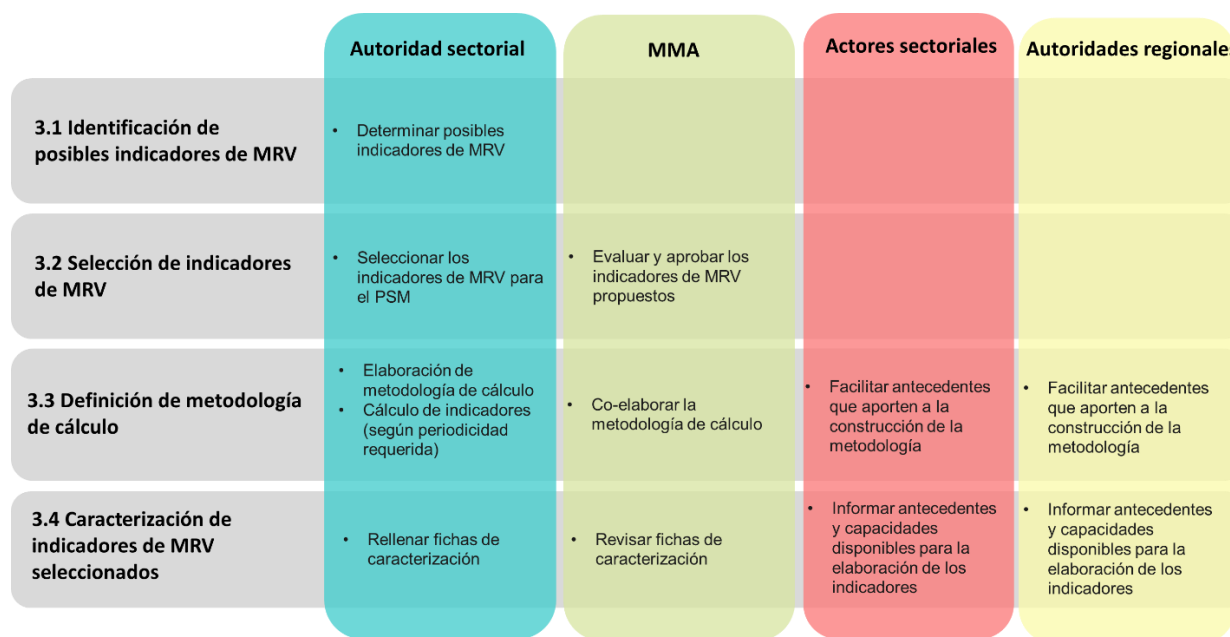 Autoridad sectorial
MMA
Actores sectoriales
Autoridades regionales
3.1 Identificación de
posibles indicadores de MRV
• Determinar posibles
indicadores de MRV
3.2 Selección de indicadores
de MRV
• Seleccionar los
indicadores de MRV para
el PSM
• Evaluar y aprobar los
indicadores de MRV
propuestos
3.3 Definición de metodología
de cálculo
• Elaboración de
metodología de cálculo
• Cálculo de indicadores
(según periodicidad
requerida)
• Co-elaborar la
metodología de cálculo
• Facilitar antecedentes
que aporten a la
construcción de la
metodología
• Facilitar antecedentes
que aporten a la
construcción de la
metodología
3.4 Caracterización de
indicadores de MRV
seleccionados
• Rellenar fichas de
caracterización
• Revisar fichas de
caracterización
• Informar antecedentes
y capacidades
disponibles para la
elaboración de los
indicadores
• Informar antecedentes
y capacidades
disponibles para la
elaboración de los
indicadores